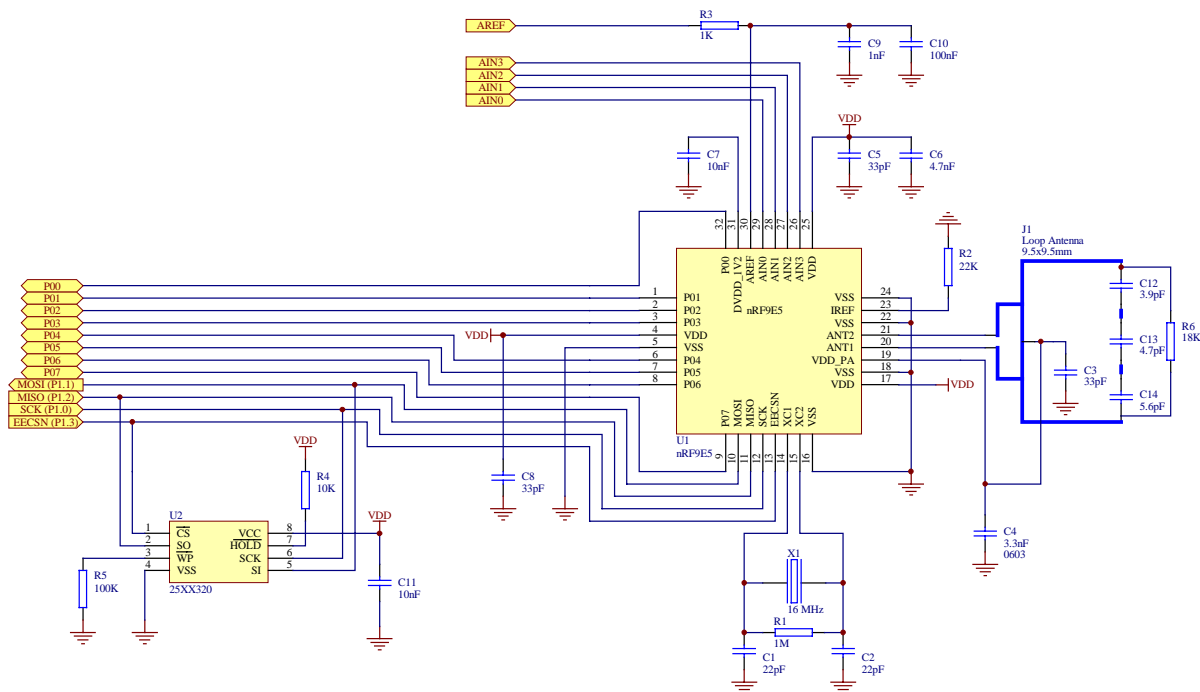 AREF
R3
1K
C9
1nF
C10
100nF
AIN3
AIN2
AIN1
AIN0
VDD
C7
10nF
C5
33pF
C6
4.7nF
32
31
30
29
28
27
26
25
P00
DVDD_1V2
AREF
AIN0
AIN1
AIN2
AIN3
VDD
nRF9E5
R2
22K
J1
Loop Antenna
9.5x9.5mm
P00
P01
P02
P03
P04
P05
P06
P07
MOSI (P1.1)
MISO (P1.2)
SCK (P1.0)
EECSN (P1.3)
VDD
1 P01
2 P02
3 P03
4 VDD
5 VSS
6 P04
7 P05
8 P06
VSS 24
IREF 23
VSS 22
ANT2 21
ANT1 20
VDD_PA 19
VSS 18
VDD 17
VDD
C12
3.9pF
C13
4.7pF
C14
5.6pF
R6
18K
C3
33pF
P07
MOSI
MISO
SCK
EECSN
XC1
XC2
VSS
U1
nRF9E5
9
10
11
12
13
14
15
16
VDD
R4
10K
C8
33pF
U2
1 CS
2 SO
3 WP
4 VSS
VCC 8
HOLD 7
SCK 6
SI 5
25XX320
VDD
C11
10nF
R5
100K
C4
3.3nF
0603
X1
16 MHz
R1
1M
C1
22pF
C2
22pF